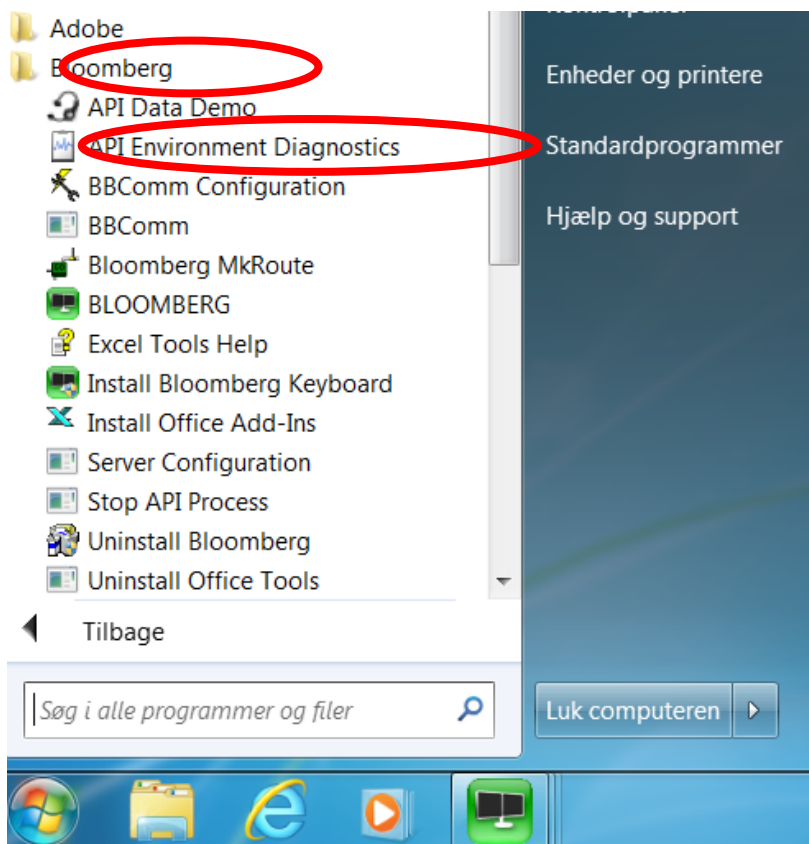 Adobe
Bloomberg
API Data Demo
API Environment Diagnostics
BBComm Configuration
BBComm
Bloomberg MkRoute
BLOOMBERG
Excel Tools Help
Install Bloomberg Keyboard
Install Office Add-Ins
Server Configuration
Stop API Process
Uninstall Bloomberg
Uninstall Office Tools
Tilbage
Søg i alle programmer og filer
Enheder og printere
Standardprogrammer
Hjælp og support
Luk computeren